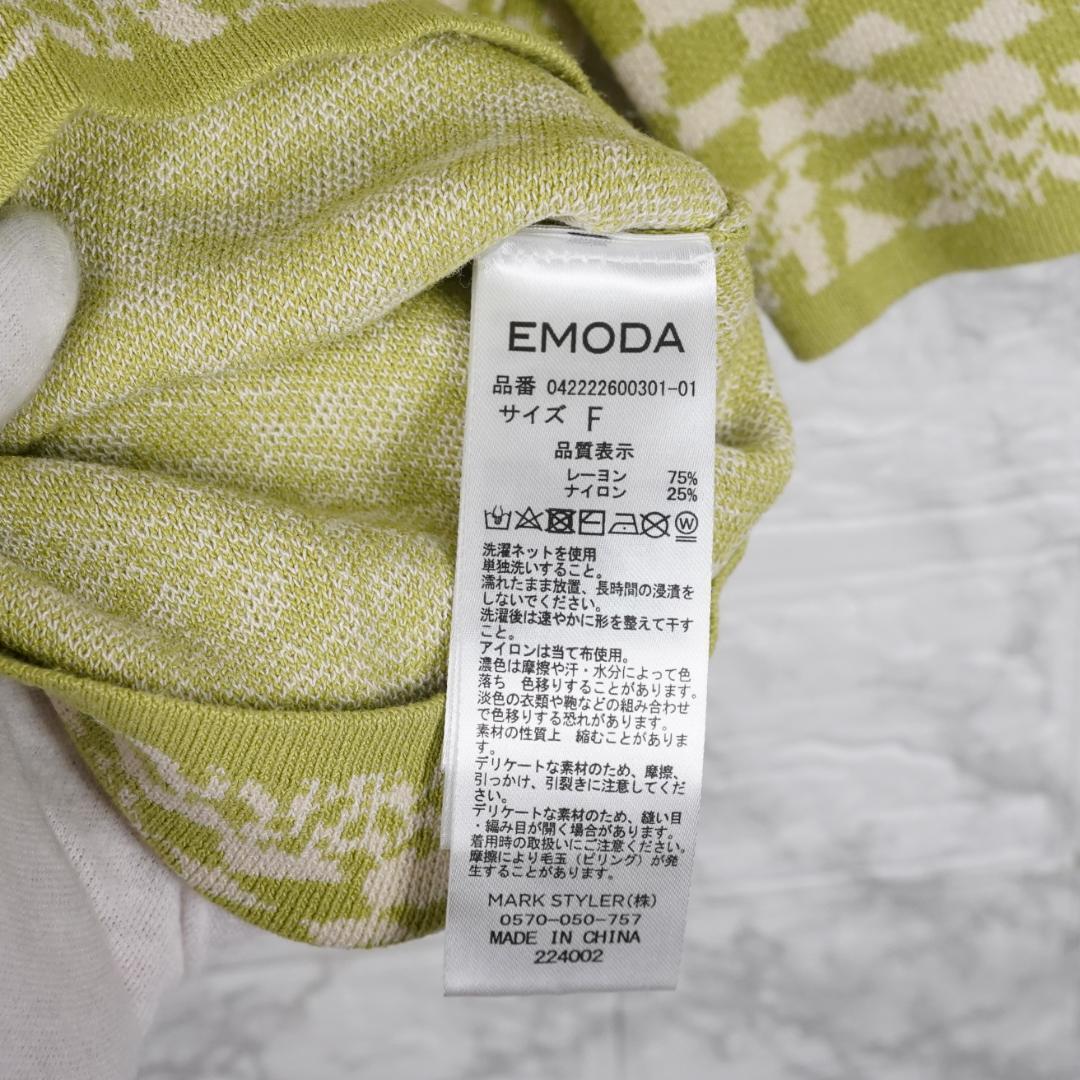 EMODA
品番 042222600301-01
サイズ F
品質表示
レーヨン 75%
ナイロン 25%
W
洗濯ネットを使用
単独洗いすること。
濡れたまま放置、長時間の浸漬を
しないでください。
洗濯後は速やかに形を整えて干す
こと。
アイロンは当て布使用。
濃色は摩擦や汗・水分によって色
落ち 色移りすることがあります。
淡色の衣類や鞄などの組み合わせ
で色移りする恐れがあります。
素材の性質上 縮むことがありま
す。
デリケートな素材のため、摩擦、
引っかけ、引裂きに注意してくだ
さい。
デリケートな素材のため、縫い目
・編み目が開く場合があります。
着用時の取扱いにご注意ください。
摩擦により毛玉（ピリング）が発
生することがあります。
MARK STYLER(株)
0570-050-757
MADE IN CHINA
224002